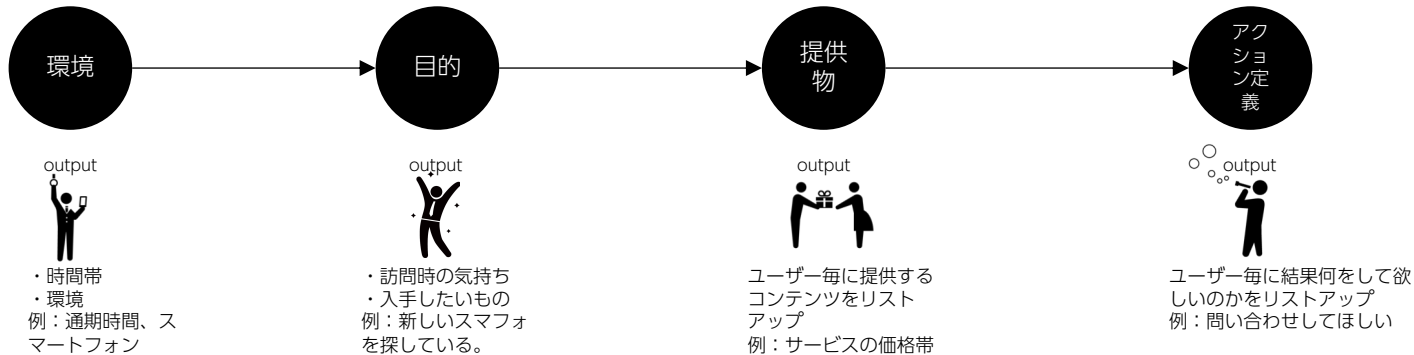 環境
目的
提供
物
アク
ショ
ン定
義
output
output
output
output
・時間帯
・環境
例：通期時間、ス
マートフォン
・訪問時の気持ち
・入手したいもの
例：新しいスマフォ
を探している。
ユーザー毎に提供する
コンテンツをリスト
アップ
例：サービスの価格帯
ユーザー毎に結果何をして欲
しいのかをリストアップ
例：問い合わせしてほしい